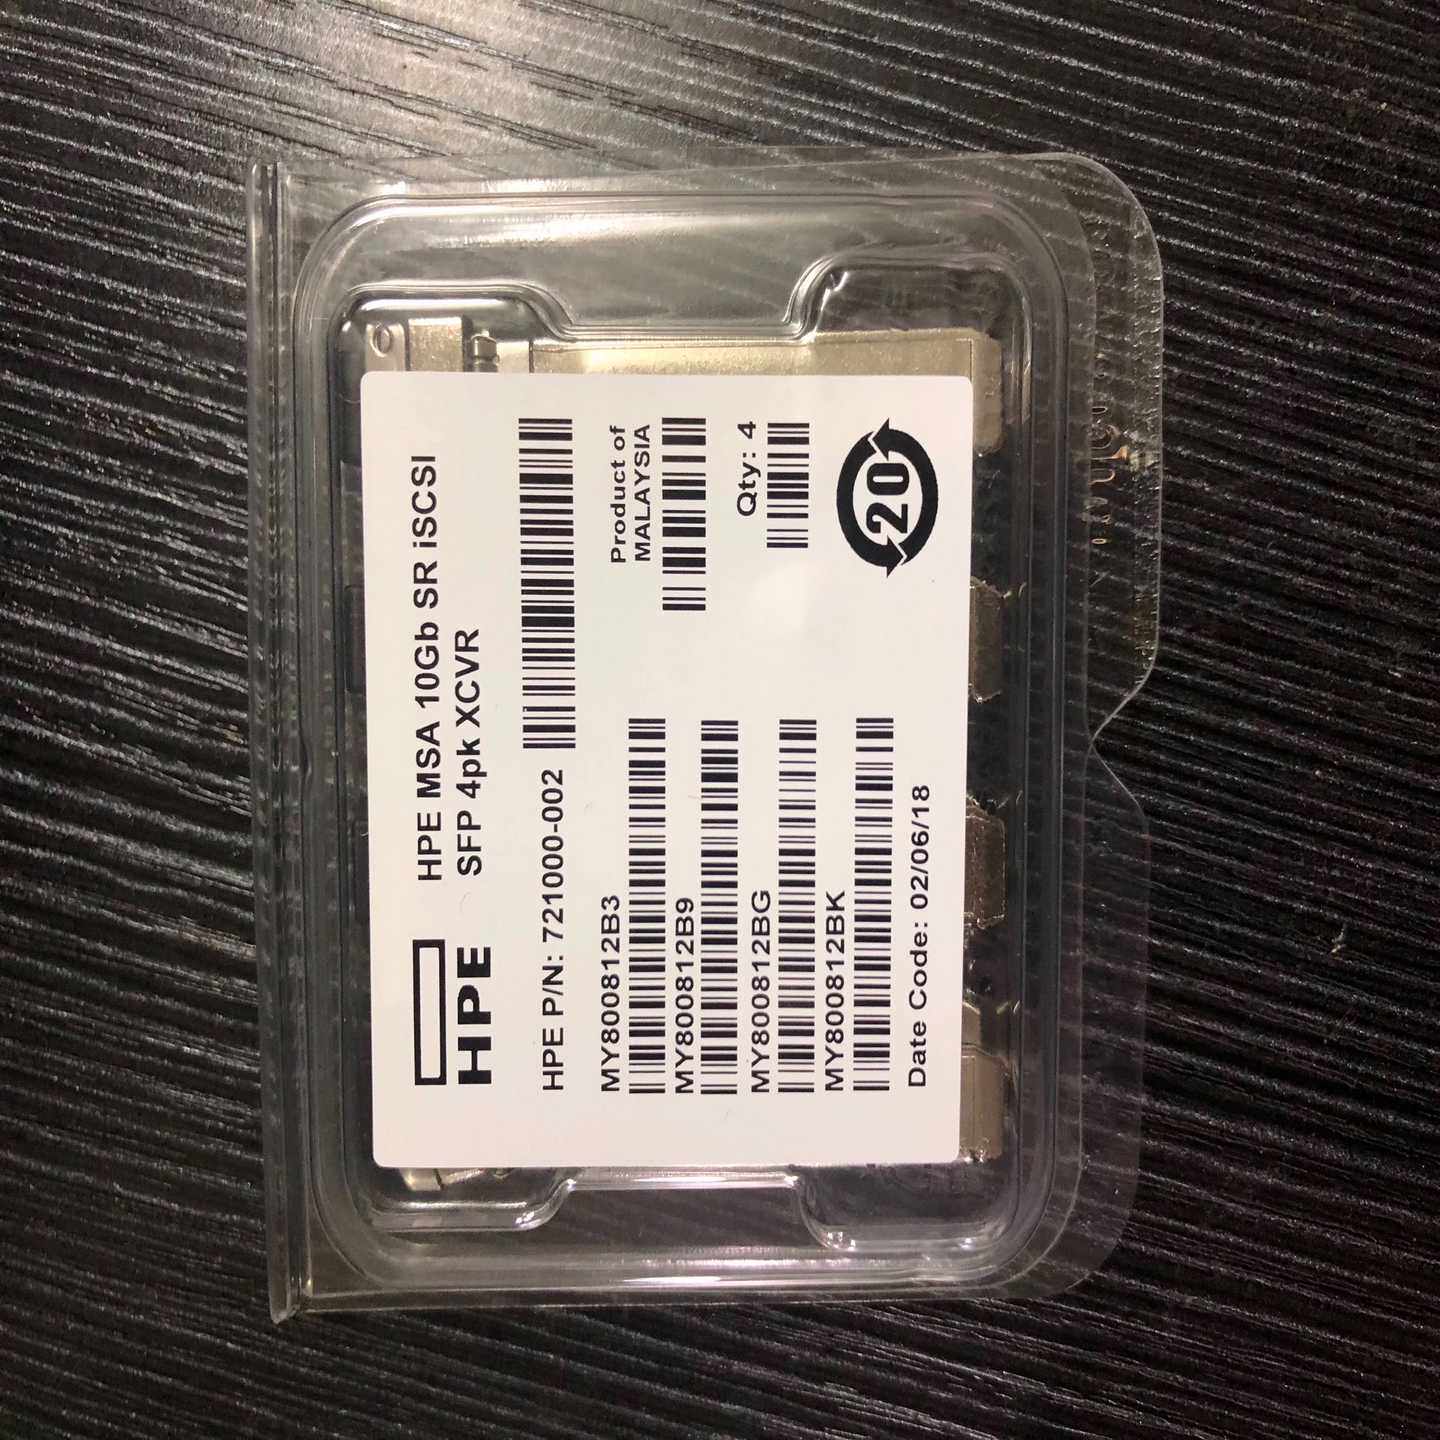 HPE
HPE MSA 10Gb SR iSCSI
SFP 4pk XCVR
HPE P/N: 721000-002
MY800812B3
MY800812B9
MY800812BG
MY800812BK
Date Code: 02/06/18
Product of
MALAYSIA
Qty: 4
20